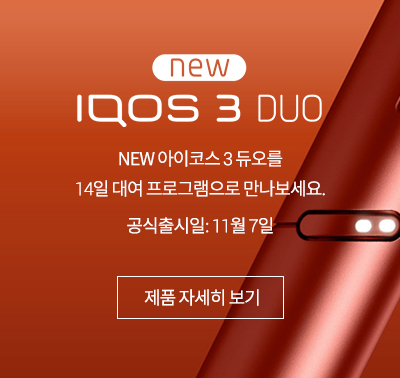 new
IQOS 3 DUO
NEW 아이코스 3 듀오를
14일 대여 프로그램으로 만나보세요.
공식출시일: 11월 7일
제품 자세히 보기